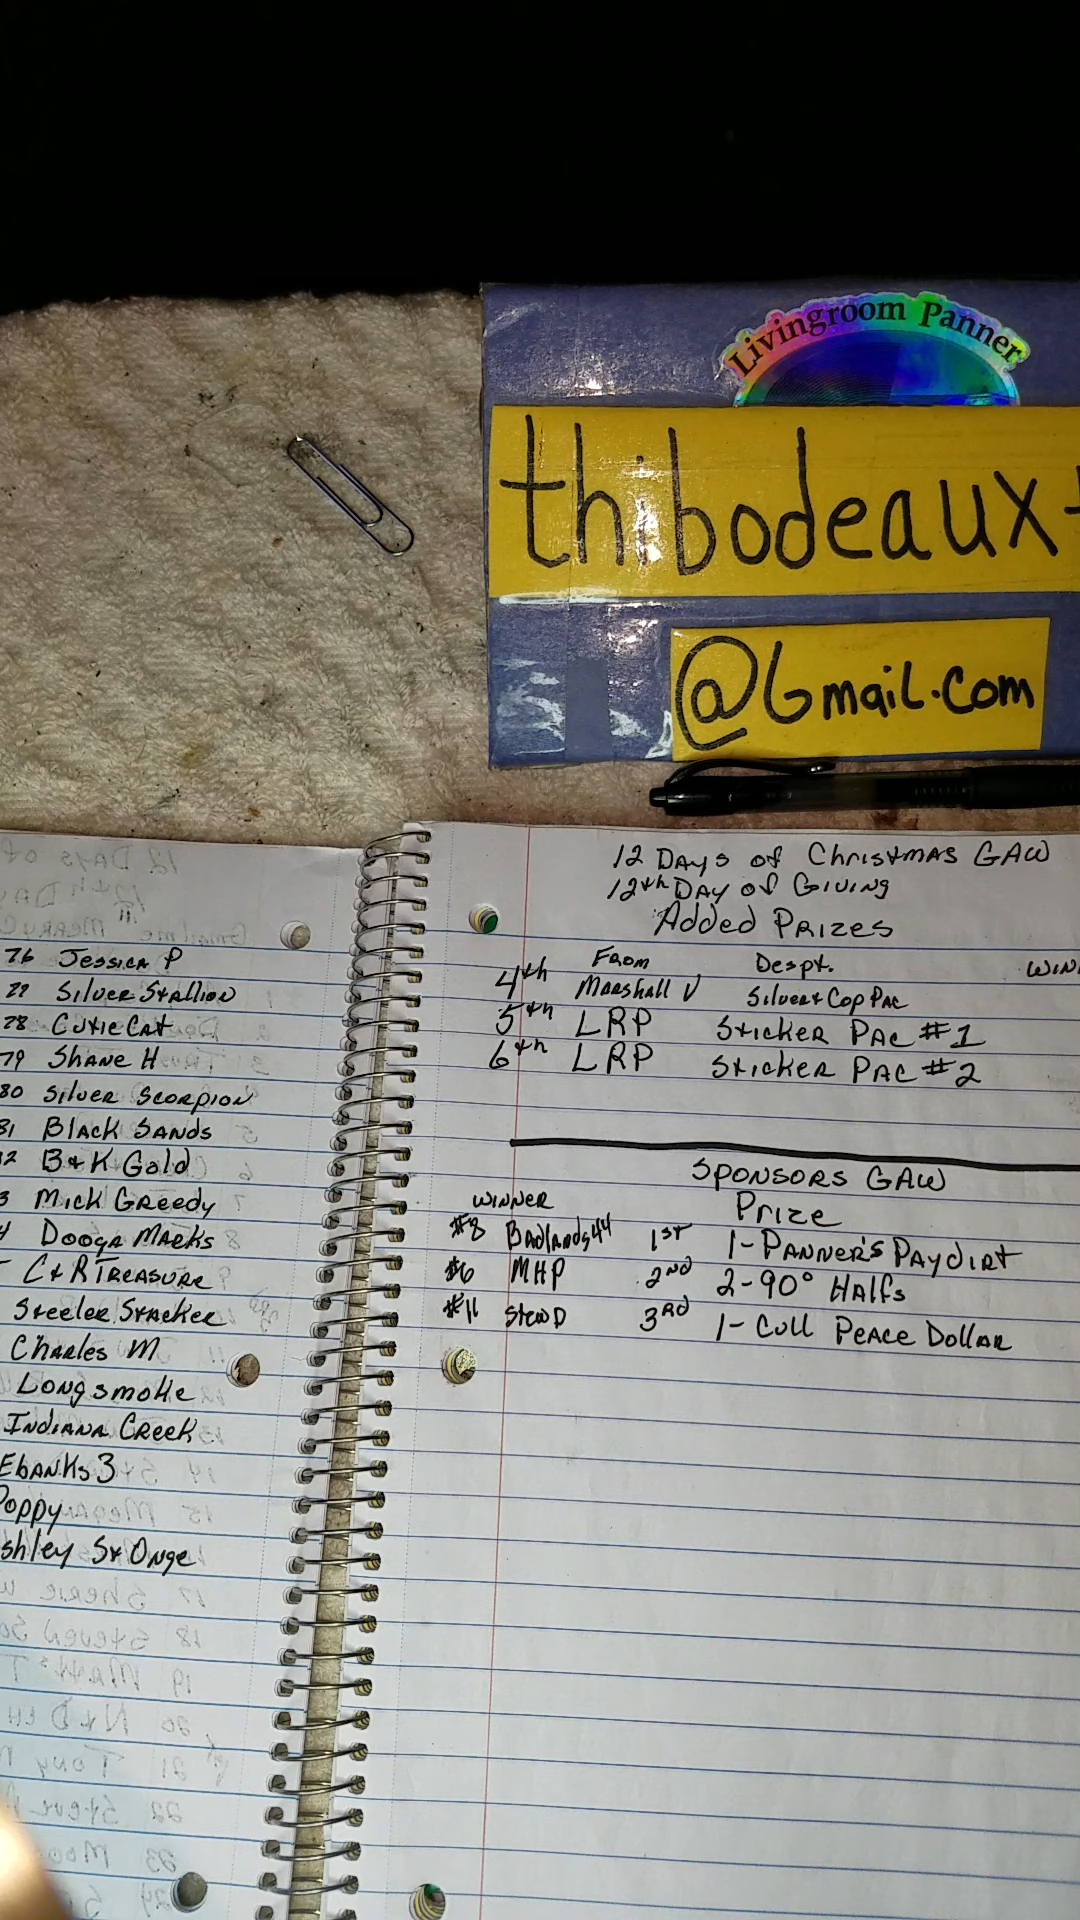 Livingroom Panner
thibodeaux
@Gmail.com
76 Jessica P
77 Silver Stallion
78 Cutie Cat
79 Shane H
80 Silver Scorpion
81 Black Sands
B+K Gold
Mick Greedy
Dooga Marks
C+R Treasure
Steeler Stacker
Charles M
Longsmoke
Indiana Creek
Ebanks3
Poppy
shley St Onge
12 Days of Christmas GAW
12th Day of Giving
Added Prizes
From Despt. WIN
4th Marshall V Silver+Cop Pac
5th LRP Sticker Pac #1
6th LRP Sticker Pac #2
Sponsors GAW
Winner Prize
#8 Badlands44 1st 1-Panner's Paydirt
#6 MHP 2nd 2-90° Halfs
#11 Stew D 3rd 1-Cull Peace Dollar